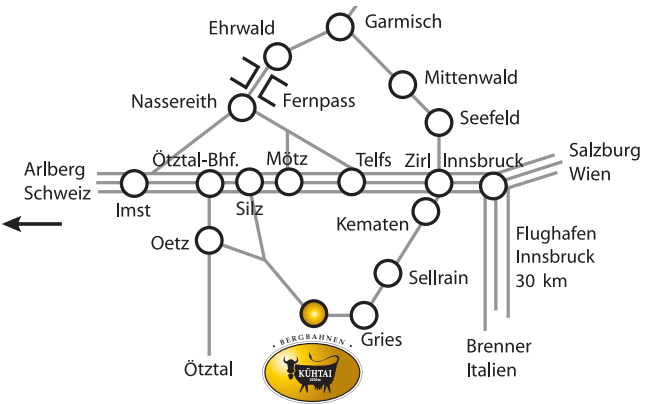 Garmisch
Ehrwald
Mittenwald
Nassereith
Fernpass
Seefeld
Arlberg
Schweiz
Ötztal-Bhf.
Mötz
Telfs
Zirl
Innsbruck
Salzburg
Wien
Imst
Silz
Kematen
Oetz
Flughafen
Innsbruck
30 km
Sellrain
Gries
Ötztal
Brenner
Italien
· BERGBAHNEN ·
KÜHTAI
2020m